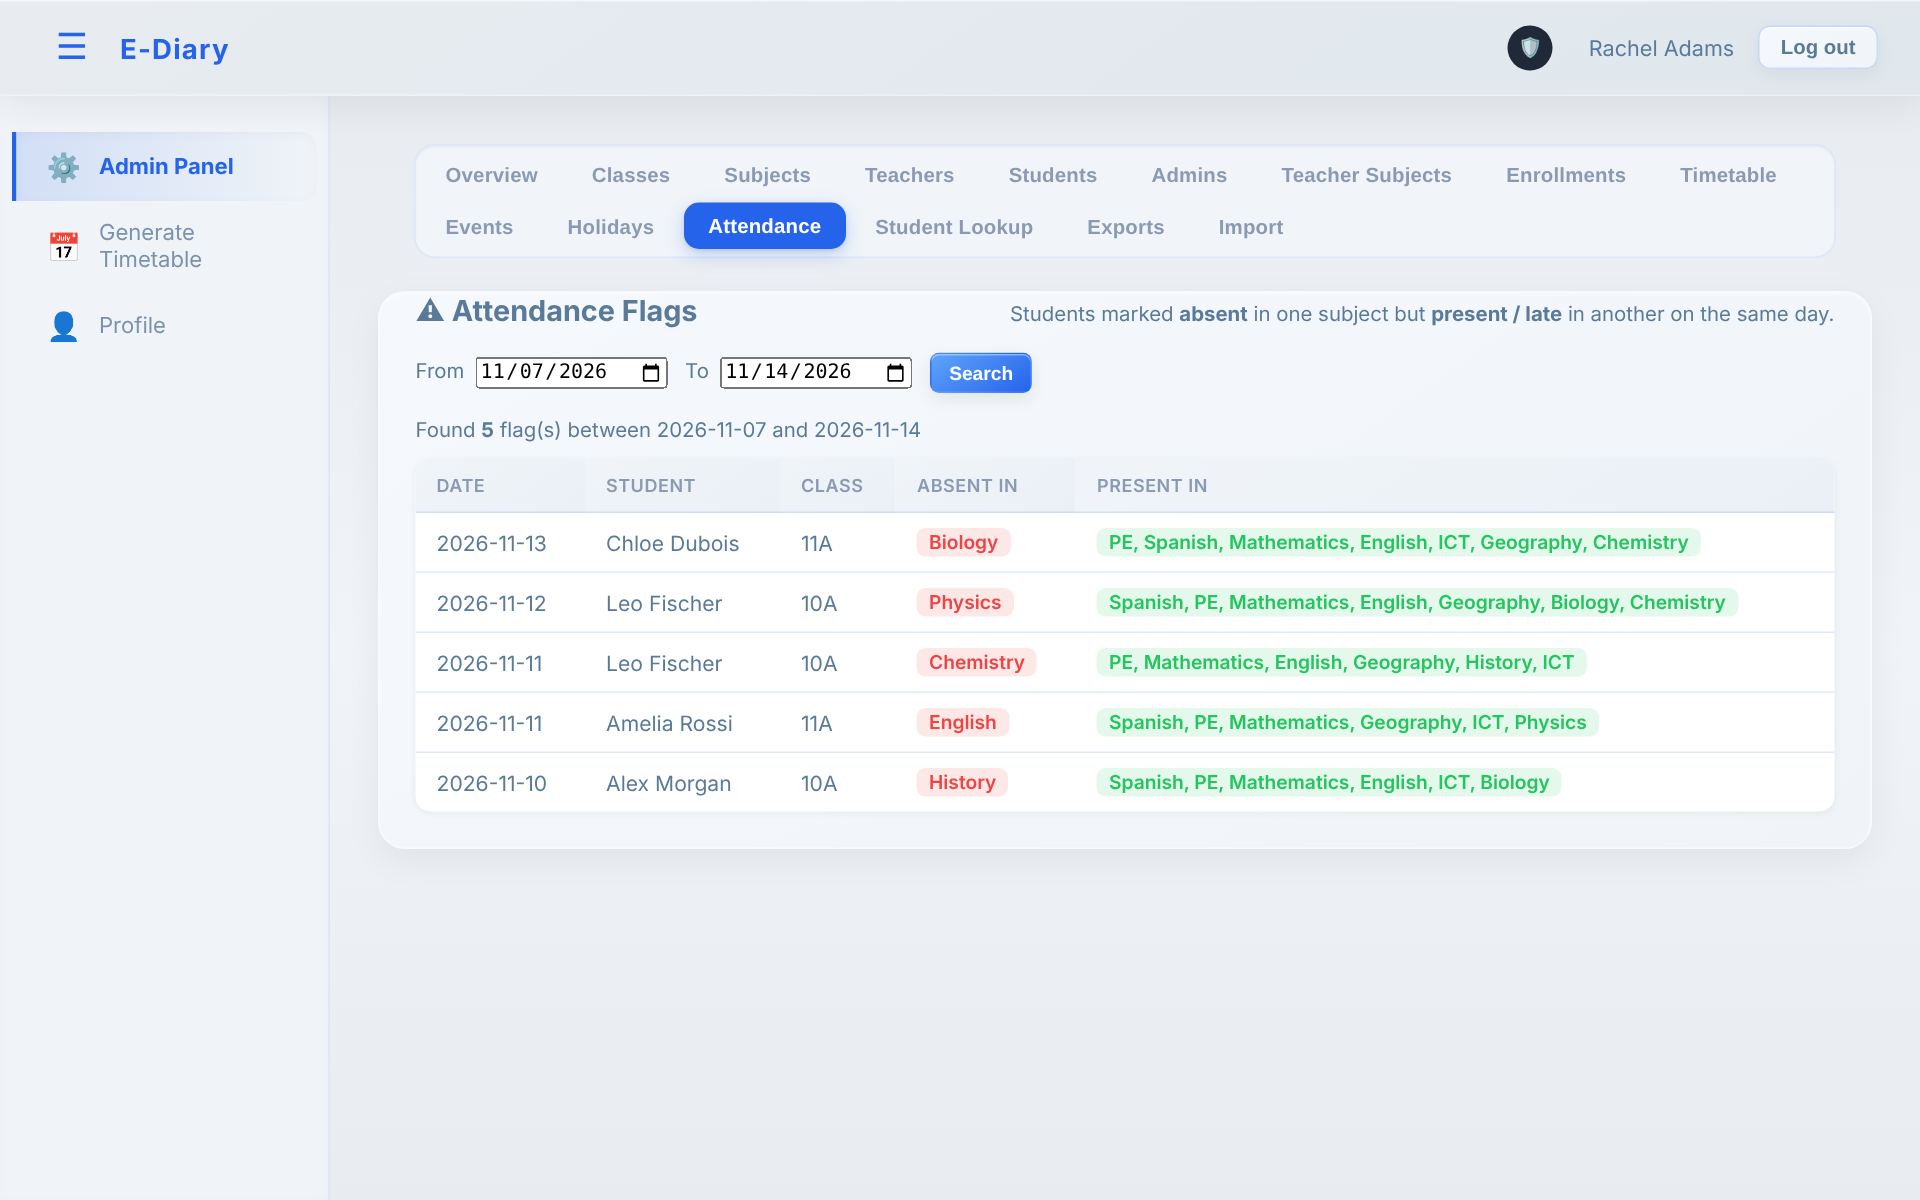 ☰ E-Diary
Rachel Adams
Log out
Admin Panel
Generate
Timetable
Profile
July
17
Overview Classes Subjects Teachers Students Admins Teacher Subjects Enrollments Timetable
Events Holidays Attendance Student Lookup Exports Import
⚠ Attendance Flags
Students marked absent in one subject but present / late in another on the same day.
From 11/07/2026 To 11/14/2026 Search
Found 5 flag(s) between 2026-11-07 and 2026-11-14
DATE STUDENT CLASS ABSENT IN PRESENT IN
2026-11-13 Chloe Dubois 11A Biology PE, Spanish, Mathematics, English, ICT, Geography, Chemistry
2026-11-12 Leo Fischer 10A Physics Spanish, PE, Mathematics, English, Geography, Biology, Chemistry
2026-11-11 Leo Fischer 10A Chemistry PE, Mathematics, English, Geography, History, ICT
2026-11-11 Amelia Rossi 11A English Spanish, PE, Mathematics, Geography, ICT, Physics
2026-11-10 Alex Morgan 10A History Spanish, PE, Mathematics, English, ICT, Biology